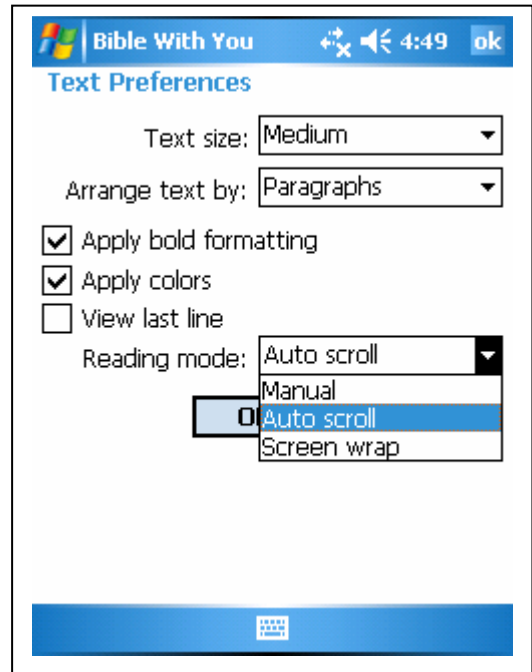 Bible With You 4:49 ok
Text Preferences
Text size: Medium
Arrange text by: Paragraphs
Apply bold formatting
Apply colors
View last line
Reading mode: Auto scroll
Manual
Auto scroll
Screen wrap